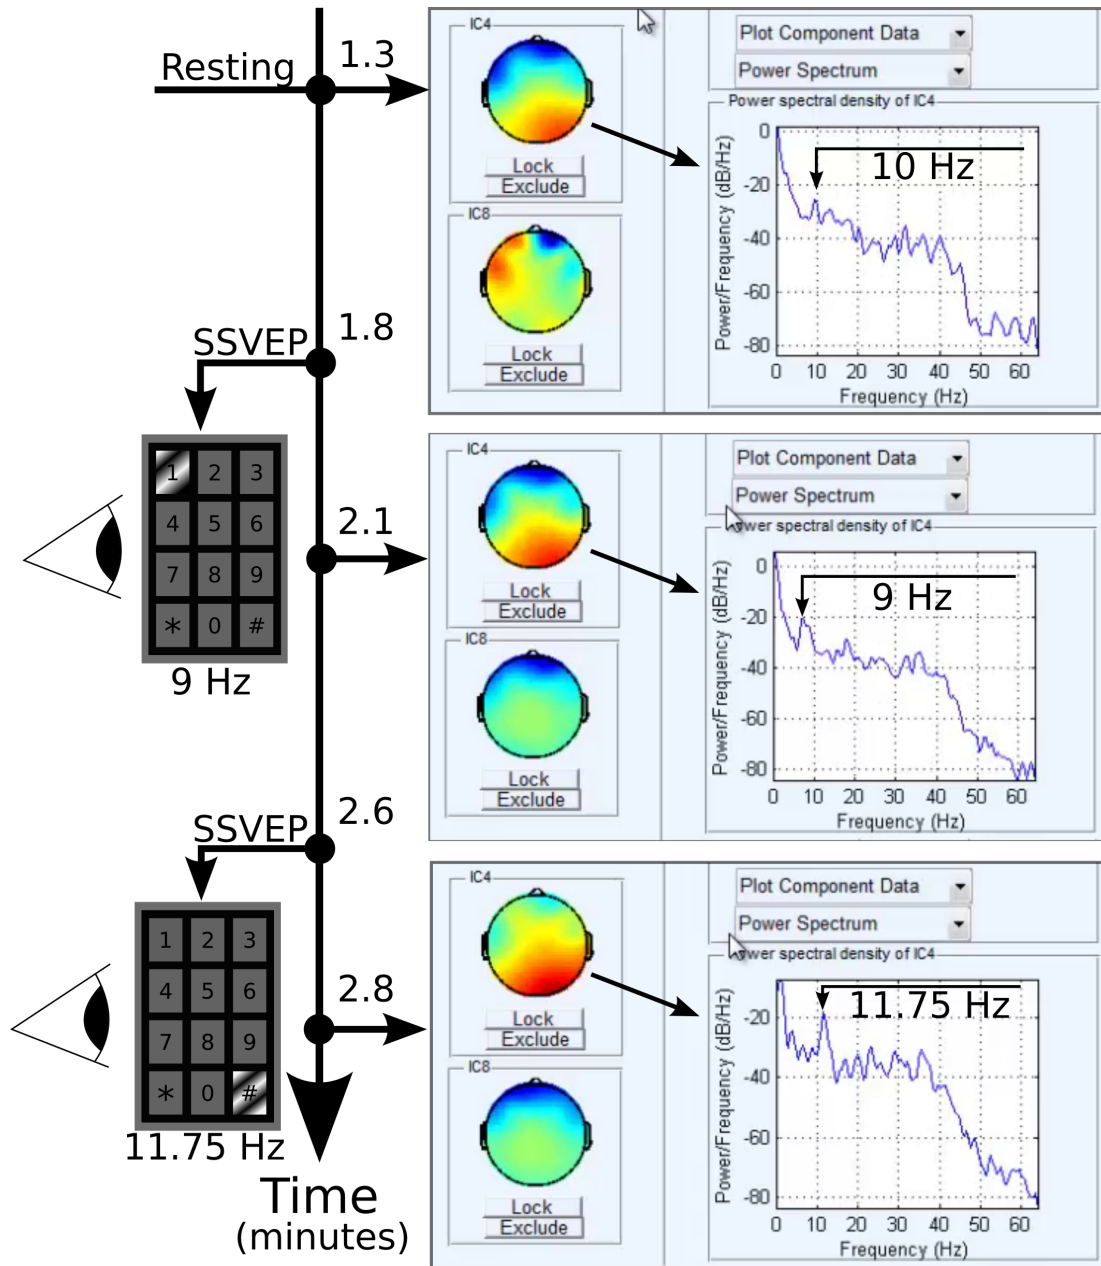 Resting
1.3
IC4
Lock
Exclude
IC8
Lock
Exclude
Plot Component Data
Power Spectrum
Power spectral density of IC4
Power/Frequency (dB/Hz)
0
-20
-40
-60
-80
10 Hz
0 10 20 30 40 50 60
Frequency (Hz)
1.8
SSVEP
1 2 3
4 5 6
7 8 9
* 0 #
9 Hz
2.1
IC4
Lock
Exclude
IC8
Lock
Exclude
Plot Component Data
Power Spectrum
wer spectral density of IC4
Power/Frequency (dB/Hz)
0
-20
-40
-60
-80
9 Hz
0 10 20 30 40 50 60
Frequency (Hz)
2.6
SSVEP
1 2 3
4 5 6
7 8 9
* 0 #
11.75 Hz
2.8
IC4
Lock
Exclude
IC8
Lock
Exclude
Plot Component Data
Power Spectrum
wer spectral density of IC4
Power/Frequency (dB/Hz)
-20
-40
-60
-80
11.75 Hz
0 10 20 30 40 50 60
Frequency (Hz)
Time
(minutes)